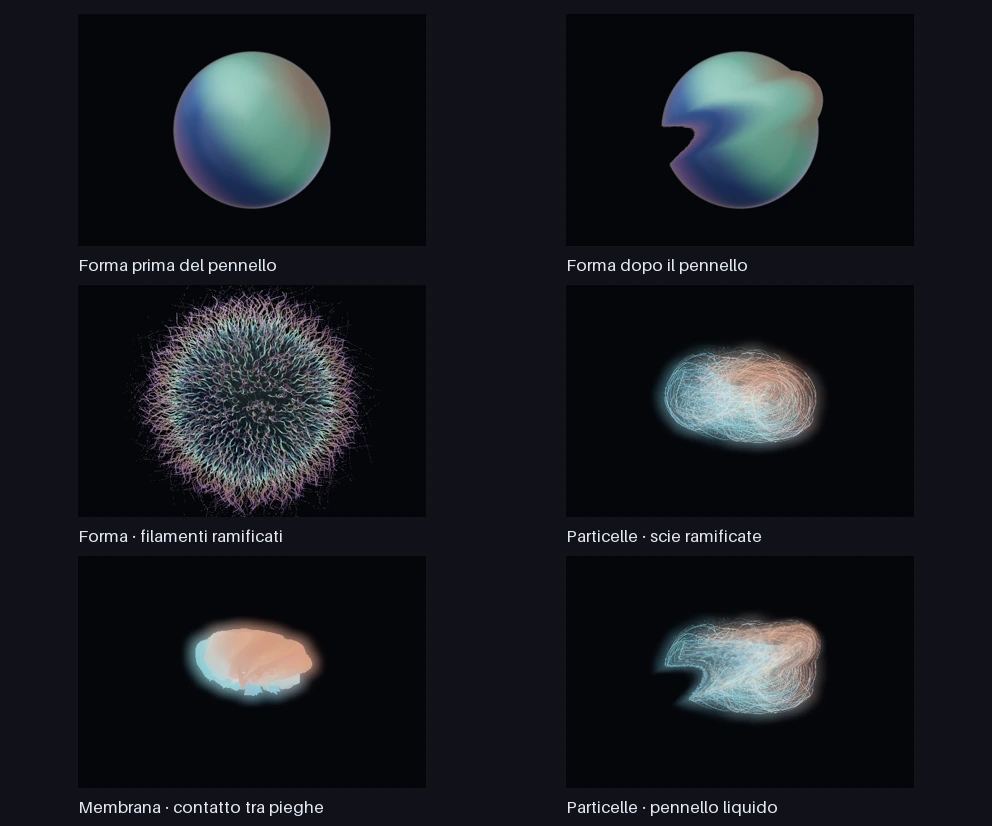 Forma prima del pennello
Forma dopo il pennello
Forma · filamenti ramificati
Particelle · scie ramificate
Membrana · contatto tra pieghe
Particelle · pennello liquido